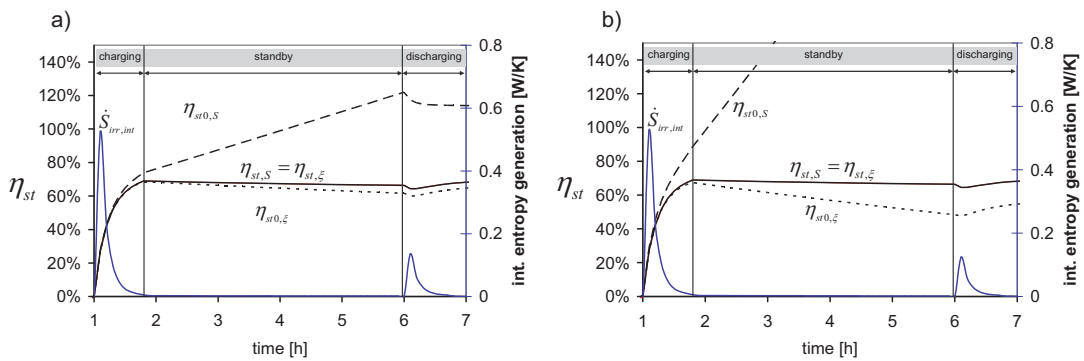 a)
charging standby discharging
140%
120%
100%
80%
60%
40%
20%
0%
η_st
0.8
0.6
0.4
0.2
0
int. entropy generation [W/K]
Ṡ_irr,int
η_st0,S
η_st,S = η_st,ξ
η_st0,ξ
1 2 3 4 5 6 7
time [h]
b)
charging standby discharging
140%
120%
100%
80%
60%
40%
20%
0%
η_st
0.8
0.6
0.4
0.2
0
int. entropy generation [W/K]
Ṡ_irr,int
η_st0,S
η_st,S = η_st,ξ
η_st0,ξ
1 2 3 4 5 6 7
time [h]